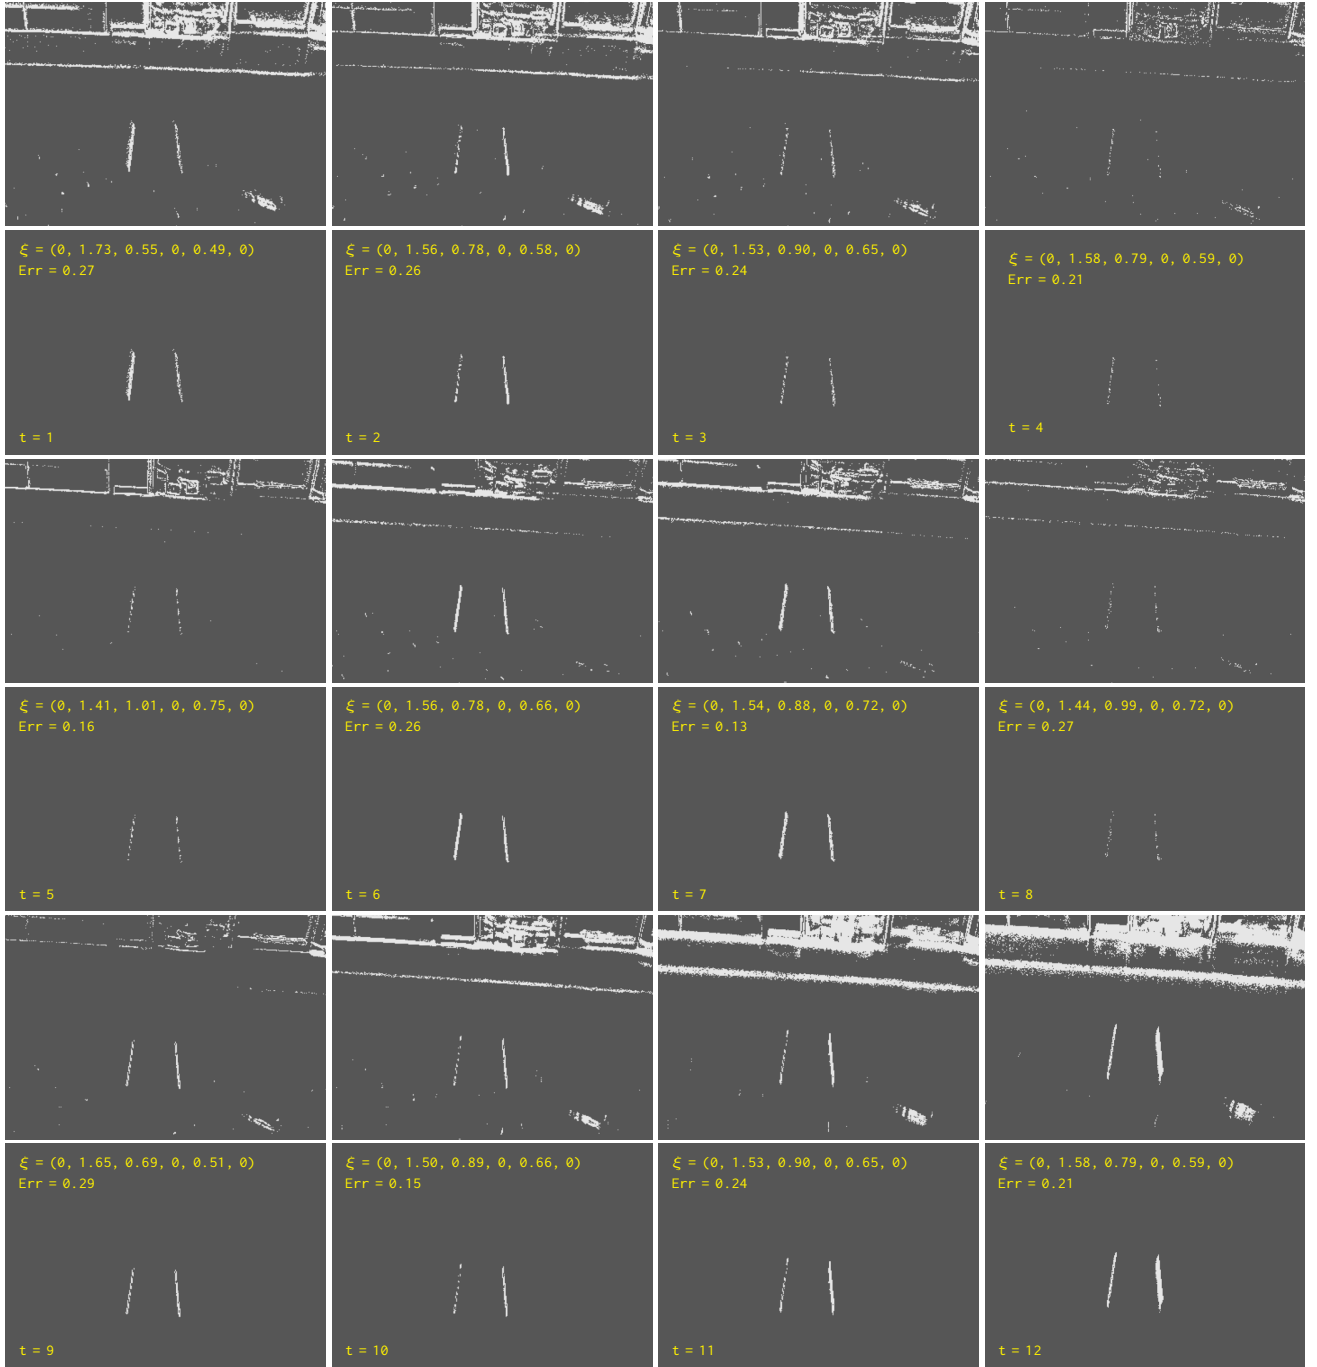 ξ = (0, 1.73, 0.55, 0, 0.49, 0)
Err = 0.27
t = 1
ξ = (0, 1.56, 0.78, 0, 0.58, 0)
Err = 0.26
t = 2
ξ = (0, 1.53, 0.90, 0, 0.65, 0)
Err = 0.24
t = 3
ξ = (0, 1.58, 0.79, 0, 0.59, 0)
Err = 0.21
t = 4
ξ = (0, 1.41, 1.01, 0, 0.75, 0)
Err = 0.16
t = 5
ξ = (0, 1.56, 0.78, 0, 0.66, 0)
Err = 0.26
t = 6
ξ = (0, 1.54, 0.88, 0, 0.72, 0)
Err = 0.13
t = 7
ξ = (0, 1.44, 0.99, 0, 0.72, 0)
Err = 0.27
t = 8
ξ = (0, 1.65, 0.69, 0, 0.51, 0)
Err = 0.29
t = 9
ξ = (0, 1.50, 0.89, 0, 0.66, 0)
Err = 0.15
t = 10
ξ = (0, 1.53, 0.90, 0, 0.65, 0)
Err = 0.24
t = 11
ξ = (0, 1.58, 0.79, 0, 0.59, 0)
Err = 0.21
t = 12